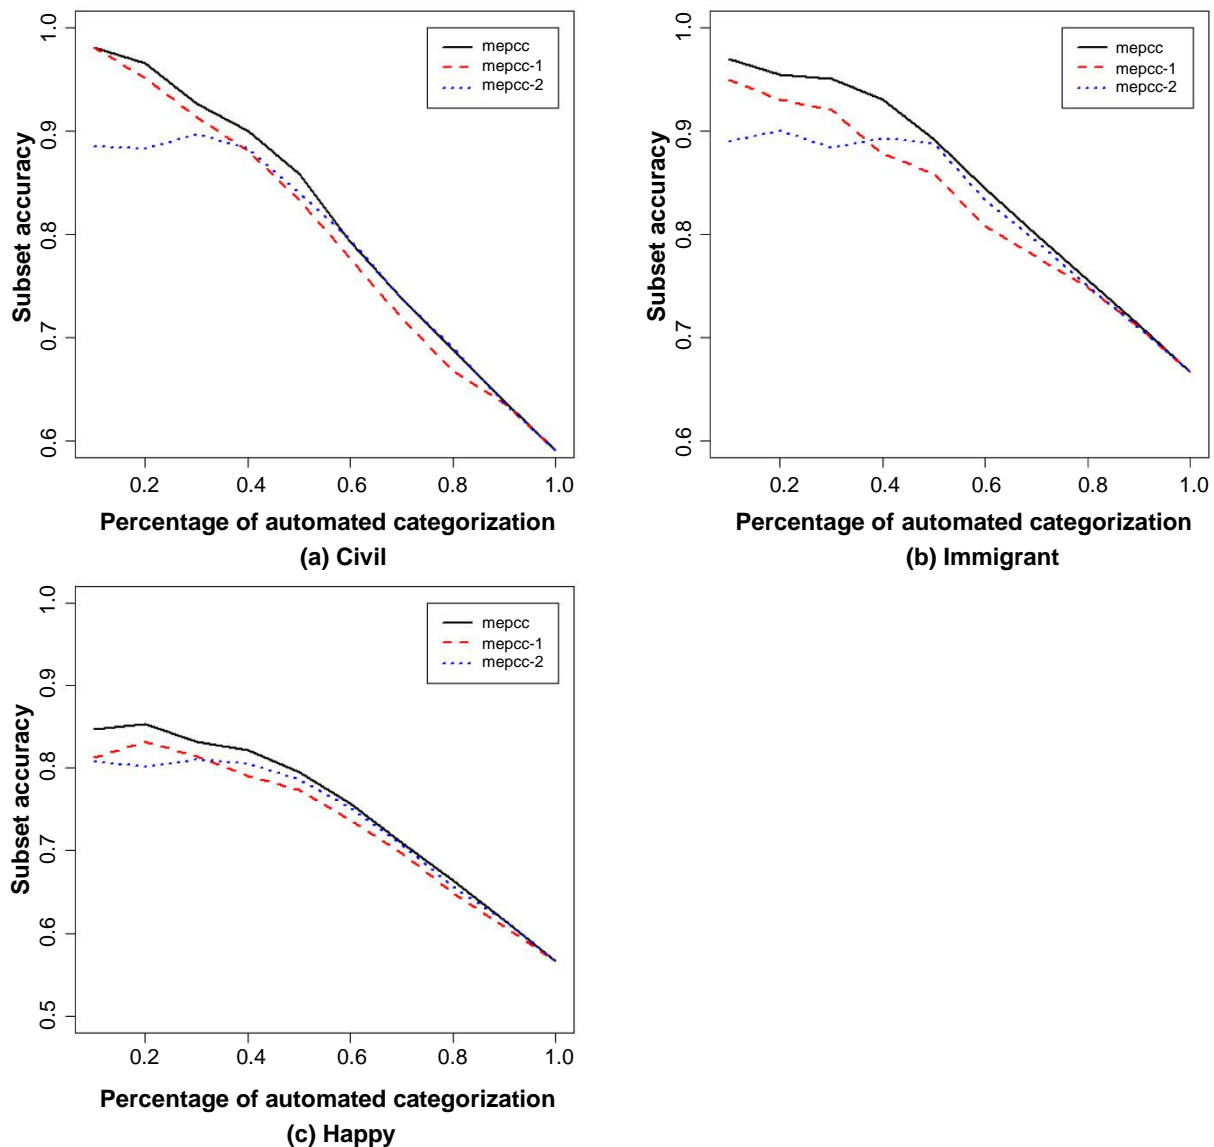 1.0
0.9
0.8
0.7
0.6
Subset accuracy
mepcc
mepcc-1
mepcc-2
0.2 0.4 0.6 0.8 1.0
Percentage of automated categorization
(a) Civil
1.0
0.9
0.8
0.7
0.6
Subset accuracy
mepcc
mepcc-1
mepcc-2
0.2 0.4 0.6 0.8 1.0
Percentage of automated categorization
(b) Immigrant
1.0
0.9
0.8
0.7
0.6
0.5
Subset accuracy
mepcc
mepcc-1
mepcc-2
0.2 0.4 0.6 0.8 1.0
Percentage of automated categorization
(c) Happy